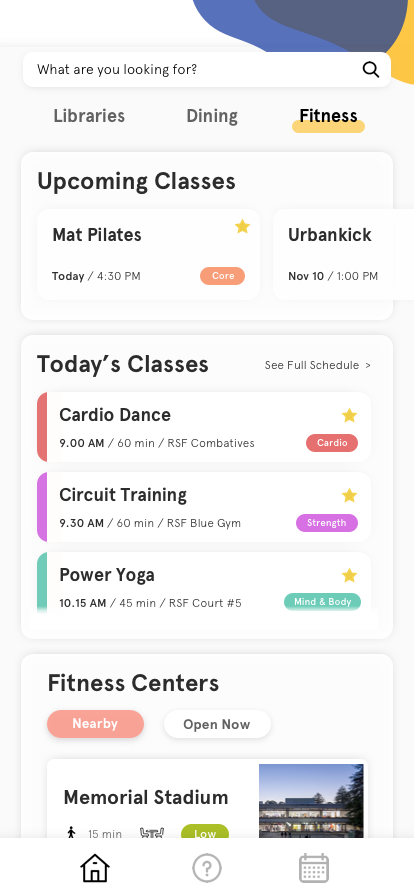 What are you looking for?
Libraries Dining Fitness
Upcoming Classes
Mat Pilates
Today / 4:30 PM Core
Urbankick
Nov 10 / 1:00 PM
Today’s Classes See Full Schedule >
Cardio Dance
9.00 AM / 60 min / RSF Combatives Cardio
Circuit Training
9.30 AM / 60 min / RSF Blue Gym Strength
Power Yoga
10.15 AM / 45 min / RSF Court #5 Mind & Body
Fitness Centers
Nearby Open Now
Memorial Stadium
15 min Low